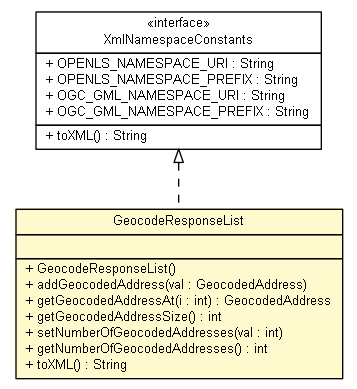 «interface»
XmlNamespaceConstants
+ OPENLS_NAMESPACE_URI : String
+ OPENLS_NAMESPACE_PREFIX : String
+ OGC_GML_NAMESPACE_URI : String
+ OGC_GML_NAMESPACE_PREFIX : String
+ toXML() : String
GeocodeResponseList
+ GeocodeResponseList()
+ addGeocodedAddress(val : GeocodedAddress)
+ getGeocodedAddressAt(i : int) : GeocodedAddress
+ getGeocodedAddressSize() : int
+ setNumberOfGeocodedAddresses(val : int)
+ getNumberOfGeocodedAddresses() : int
+ toXML() : String